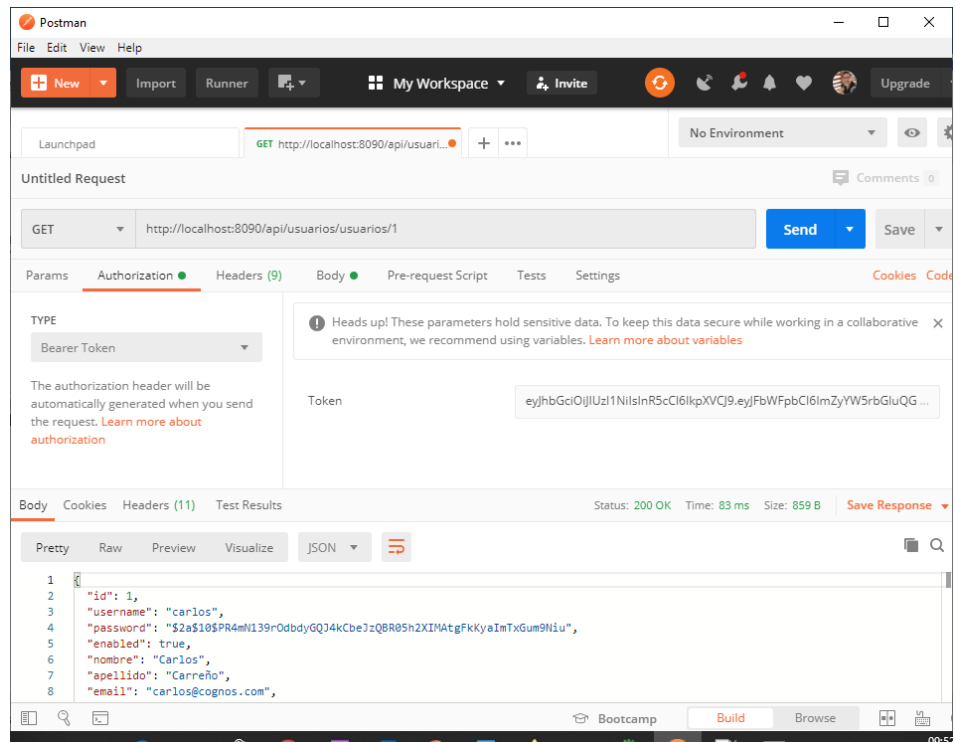 Postman
File Edit View Help
New Import Runner My Workspace Invite Upgrade
Launchpad GET http://localhost:8090/api/usuari... No Environment
Untitled Request Comments 0
GET http://localhost:8090/api/usuarios/usuarios/1 Send Save
Params Authorization Headers (9) Body Pre-request Script Tests Settings Cookies Code
TYPE
Bearer Token
The authorization header will be
automatically generated when you send
the request. Learn more about
authorization
Heads up! These parameters hold sensitive data. To keep this data secure while working in a collaborative
environment, we recommend using variables. Learn more about variables
Token
Body Cookies Headers (11) Test Results Status: 200 OK Time: 83 ms Size: 859 B Save Response
Pretty Raw Preview Visualize JSON
1 {
2 "id": 1,
3 "username": "carlos",
4 "password": "$2a$10$PR4mN139rOdbdyGQJ4kCbeJzQBR05h2XIMAtgFkKyaImTxGum9Niu",
5 "enabled": true,
6 "nombre": "Carlos",
7 "apellido": "Carreño",
8 "email": "carlos@cognos.com",
Bootcamp Build Browse